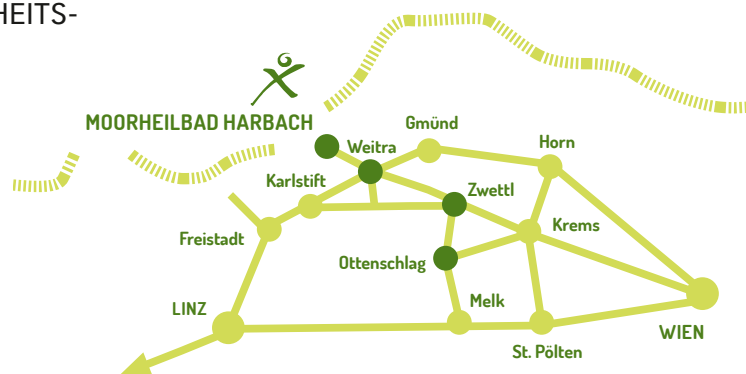 HEITS-
MOORHEILBAD HARBACH
Gmünd
Weitra
Horn
Karlstift
Zwettl
Freistadt
Krems
Ottenschlag
LINZ
Melk
WIEN
St. Pölten